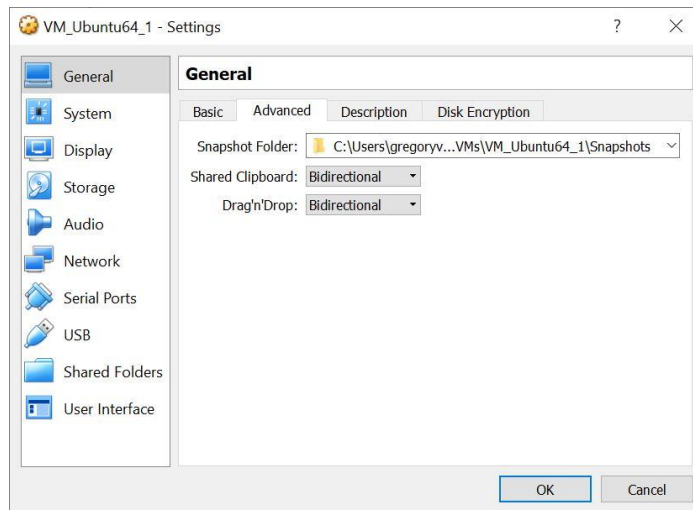 VM_Ubuntu64_1 - Settings
?
General
System
Display
Storage
Audio
Network
Serial Ports
USB
Shared Folders
User Interface
General
Basic Advanced Description Disk Encryption
Snapshot Folder: C:\Users\gregoryv...VMs\VM_Ubuntu64_1\Snapshots
Shared Clipboard: Bidirectional
Drag'n'Drop: Bidirectional
OK Cancel